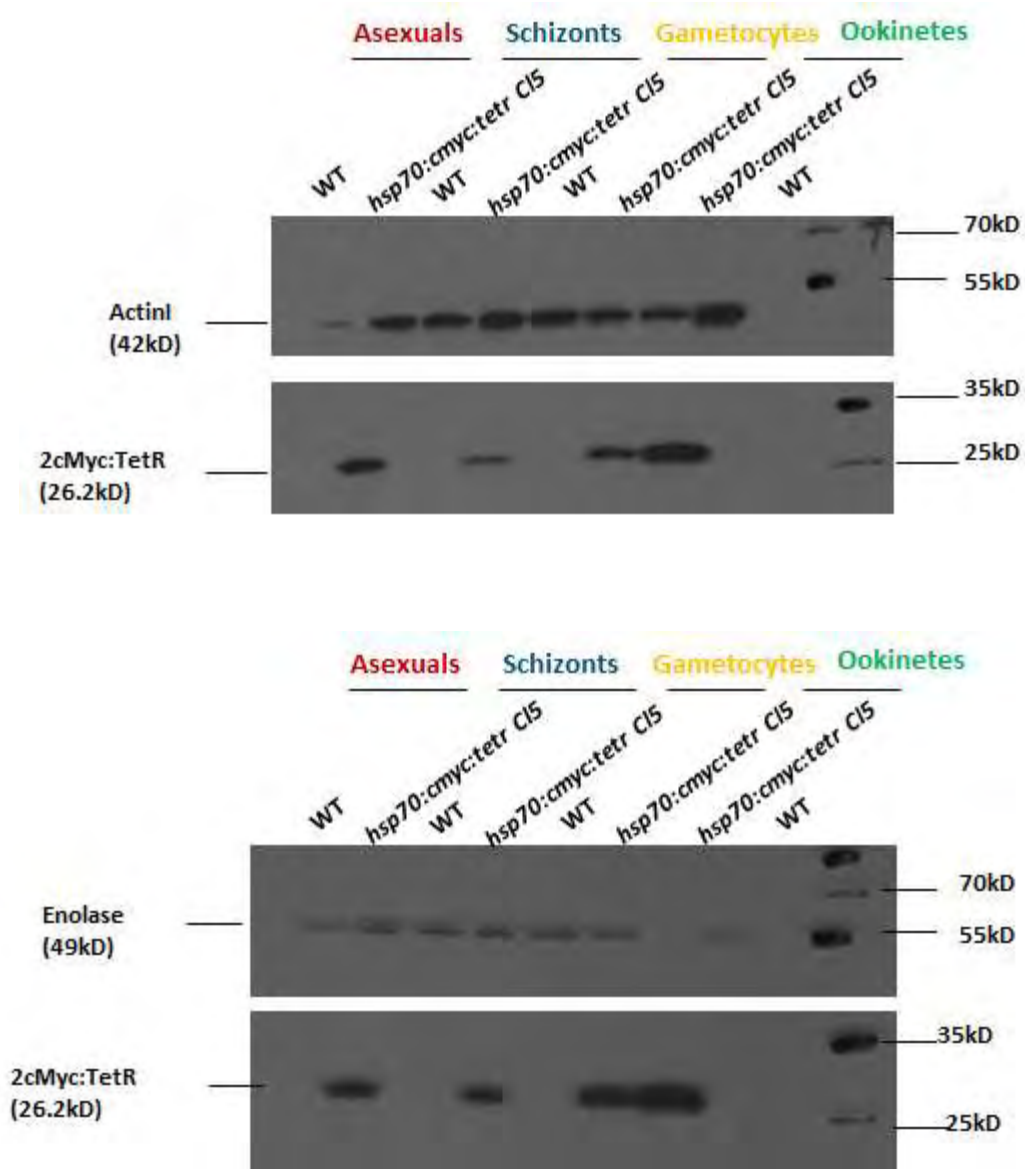 Asexuals Schizonts Gametocytes Ookinetes
WT hsp70:cmyc:tetr Cl5 WT hsp70:cmyc:tetr Cl5 WT hsp70:cmyc:tetr Cl5 hsp70:cmyc:tetr Cl5 WT
70kD
55kD
ActinI
(42kD)
35kD
2cMyc:TetR
(26.2kD)
25kD
Asexuals Schizonts Gametocytes Ookinetes
WT hsp70:cmyc:tetr Cl5 WT hsp70:cmyc:tetr Cl5 WT hsp70:cmyc:tetr Cl5 hsp70:cmyc:tetr Cl5 WT
70kD
Enolase
(49kD)
55kD
35kD
2cMyc:TetR
(26.2kD)
25kD